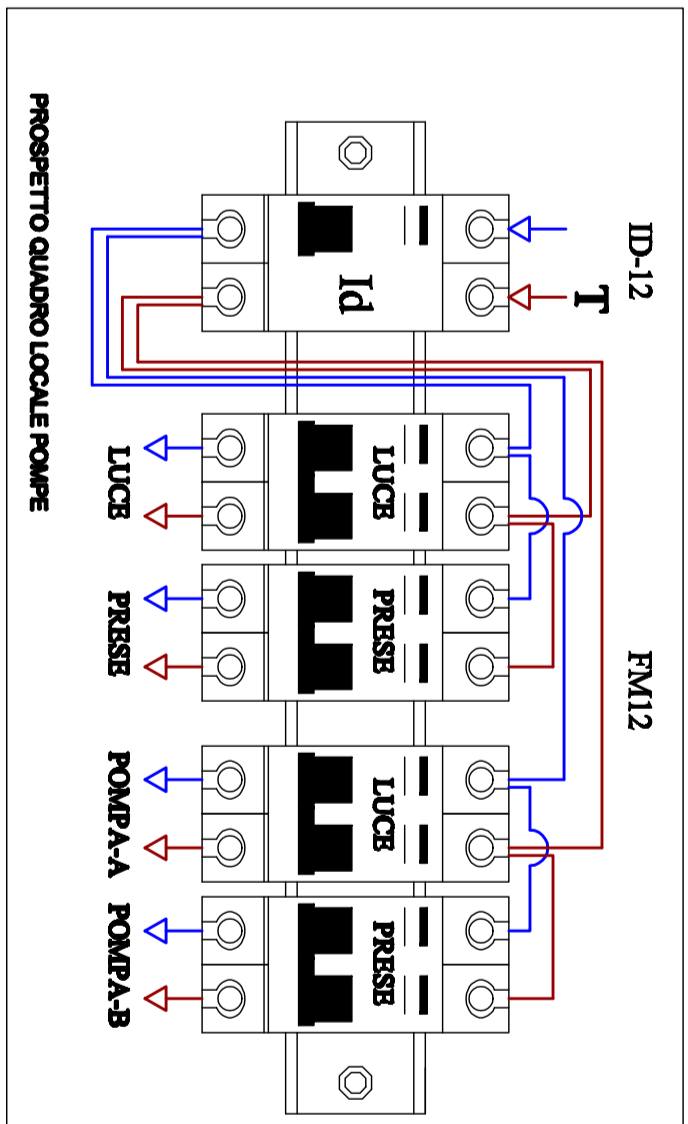 ID-12
FM12
T
Id
LUCE
PRESE
LUCE
PRESE
LUCE
PRESE
POMPA-A
POMPA-B
PROSPETTO QUADRO LOCALE POMPE